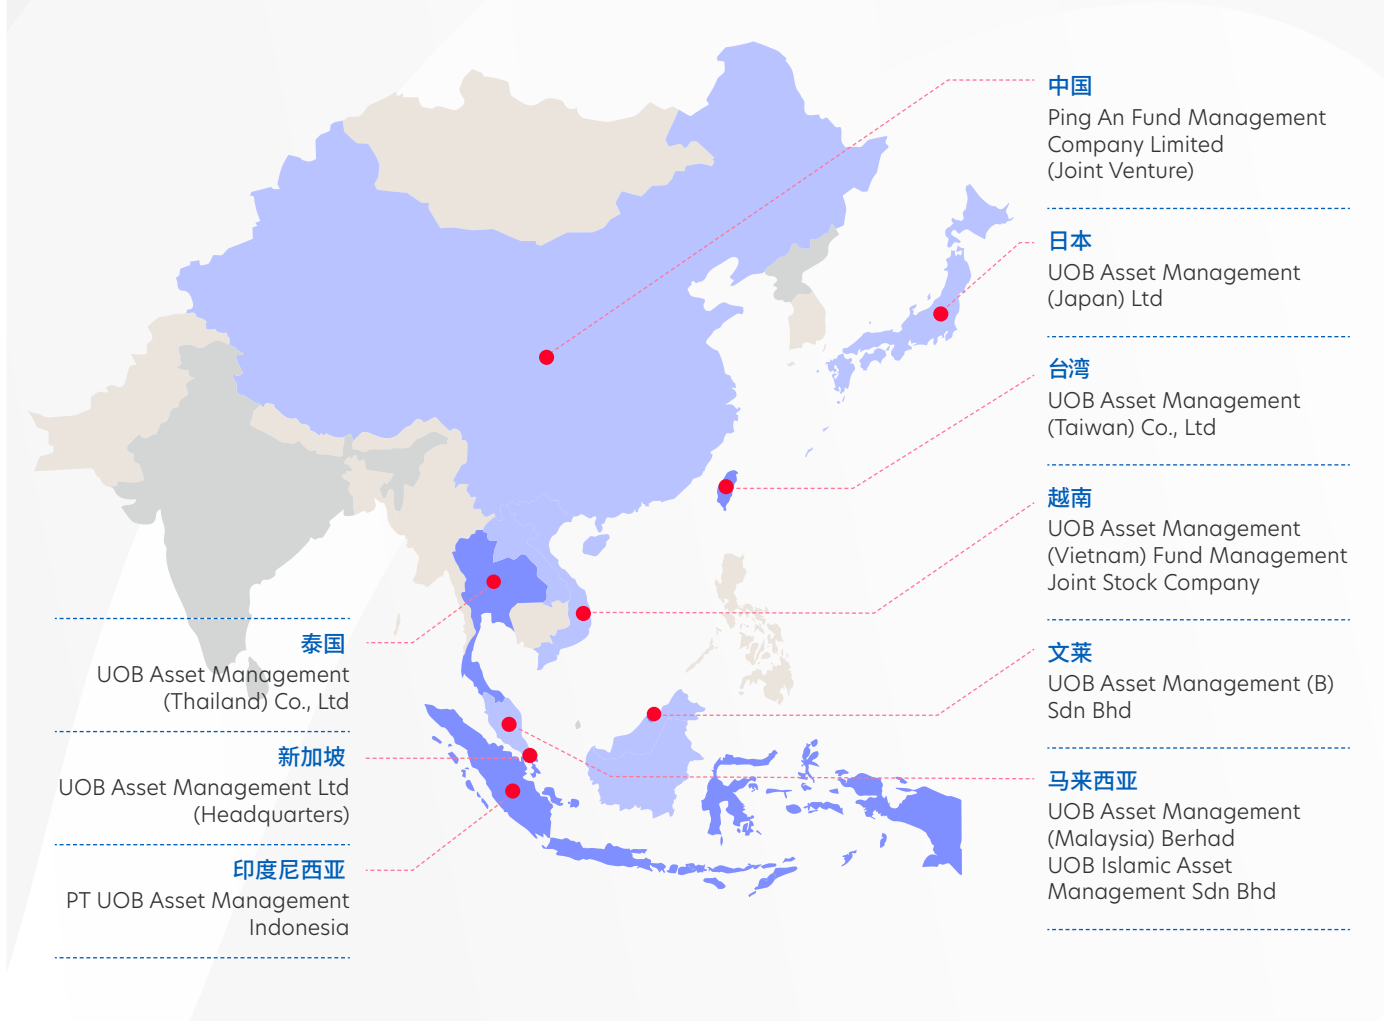 中国
Ping An Fund Management
Company Limited
(Joint Venture)
日本
UOB Asset Management
(Japan) Ltd
台湾
UOB Asset Management
(Taiwan) Co., Ltd
越南
UOB Asset Management
(Vietnam) Fund Management
Joint Stock Company
文莱
UOB Asset Management (B)
Sdn Bhd
马来西亚
UOB Asset Management
(Malaysia) Berhad
UOB Islamic Asset
Management Sdn Bhd
泰国
UOB Asset Management
(Thailand) Co., Ltd
新加坡
UOB Asset Management Ltd
(Headquarters)
印度尼西亚
PT UOB Asset Management
Indonesia